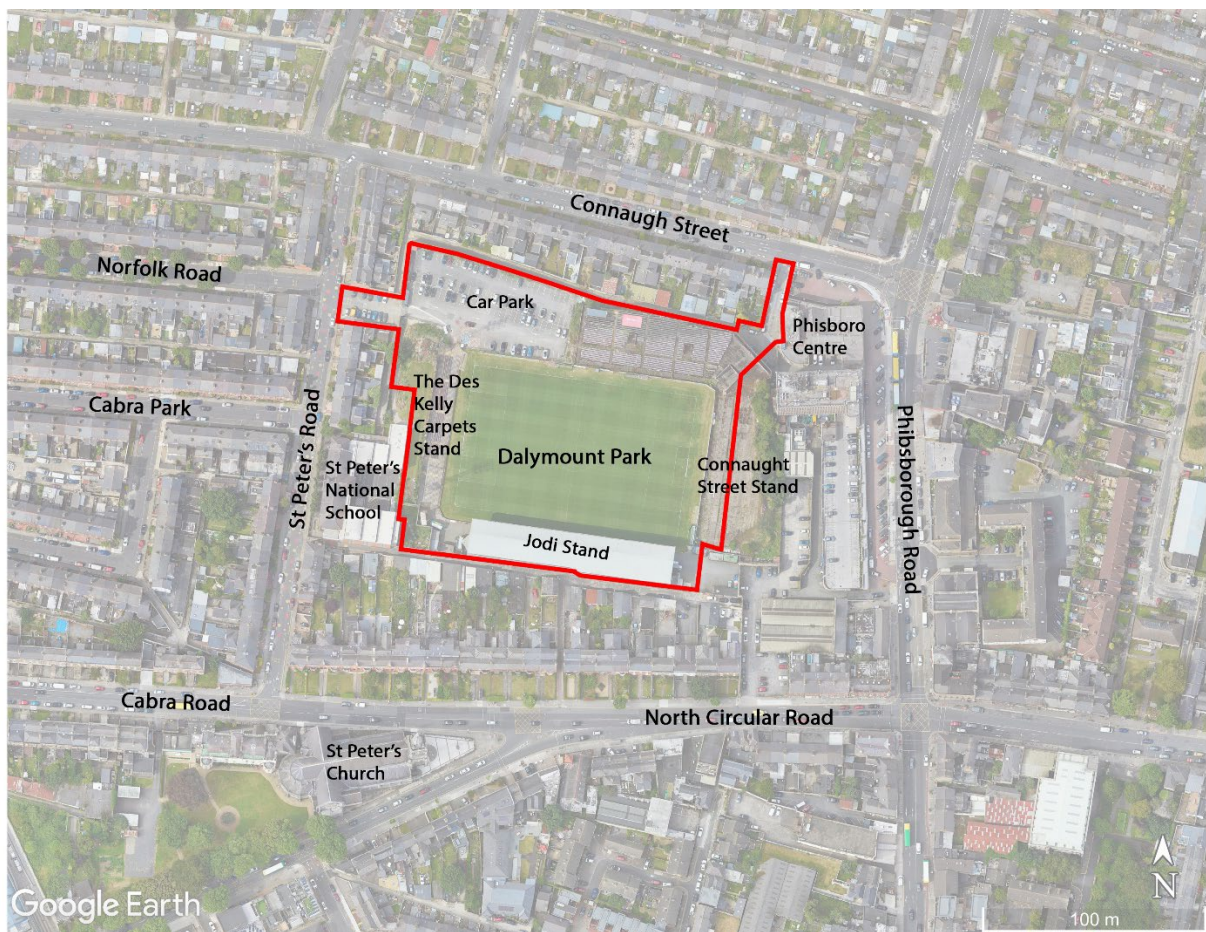 Connaugh Street
Norfolk Road
Car Park
Phisboro
Centre
The Des
Kelly
Carpets
Stand
Cabra Park
St Peter's Road
Phibsborough Road
Dalymount Park
Connaught
Street Stand
St Peter's
National
School
Jodi Stand
Cabra Road
North Circular Road
St Peter's
Church
N
Google Earth
100 m